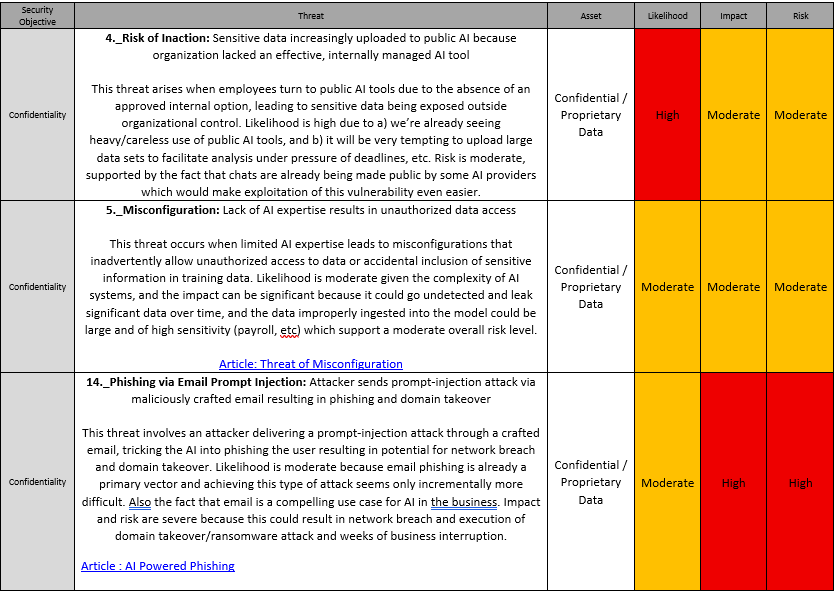 Security
Objective
Threat
Asset
Likelihood
Impact
Risk
Confidentiality
4._Risk of Inaction: Sensitive data increasingly uploaded to public AI because
organization lacked an effective, internally managed AI tool
This threat arises when employees turn to public AI tools due to the absence of an
approved internal option, leading to sensitive data being exposed outside
organizational control. Likelihood is high due to a) we’re already seeing
heavy/careless use of public AI tools, and b) it will be very tempting to upload large
data sets to facilitate analysis under pressure of deadlines, etc. Risk is moderate,
supported by the fact that chats are already being made public by some AI providers
which would make exploitation of this vulnerability even easier.
Confidential /
Proprietary
Data
High
Moderate
Moderate
Confidentiality
5._Misconfiguration: Lack of AI expertise results in unauthorized data access
This threat occurs when limited AI expertise leads to misconfigurations that
inadvertently allow unauthorized access to data or accidental inclusion of sensitive
information in training data. Likelihood is moderate given the complexity of AI
systems, and the impact can be significant because it could go undetected and leak
significant data over time, and the data improperly ingested into the model could be
large and of high sensitivity (payroll, etc) which support a moderate overall risk level.
Article: Threat of Misconfiguration
Confidential /
Proprietary
Data
Moderate
Moderate
Moderate
Confidentiality
14._Phishing via Email Prompt Injection: Attacker sends prompt-injection attack via
maliciously crafted email resulting in phishing and domain takeover
This threat involves an attacker delivering a prompt-injection attack through a crafted
email, tricking the AI into phishing the user resulting in potential for network breach
and domain takeover. Likelihood is moderate because email phishing is already a
primary vector and achieving this type of attack seems only incrementally more
difficult. Also the fact that email is a compelling use case for AI in the business. Impact
and risk are severe because this could result in network breach and execution of
domain takeover/ransomware attack and weeks of business interruption.
Article : AI Powered Phishing
Confidential /
Proprietary
Data
Moderate
High
High